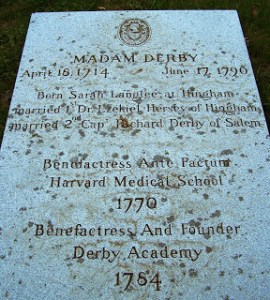 MADAM DERBY
April 18, 1714 June 17, 1790
Born Sarah Langlee at Hingham
married 1st Dr. Ezekiel Hersey of Hingham
married 2nd Capt Richard Derby of Salem
Benefactress Ante Factum
Harvard Medical School
1770
Benefactress And Founder
Derby Academy
1784